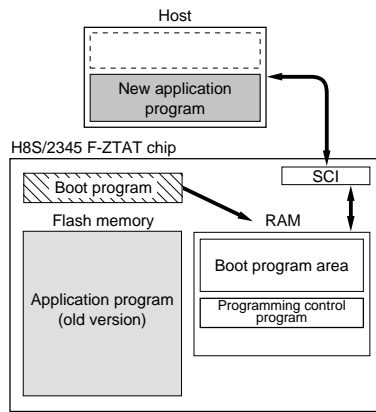 Host
New application
program
H8S/2345 F-ZTAT chip
SCI
Boot program
Flash memory
RAM
Boot program area
Application program
(old version)
Programming control
program